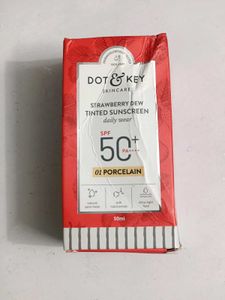 DOT & KEY
SKINCARE
STRAWBERRY DEW
TINTED SUNSCREEN
daily wear
SPF
50+
PA++++
01 PORCELAIN
50ml